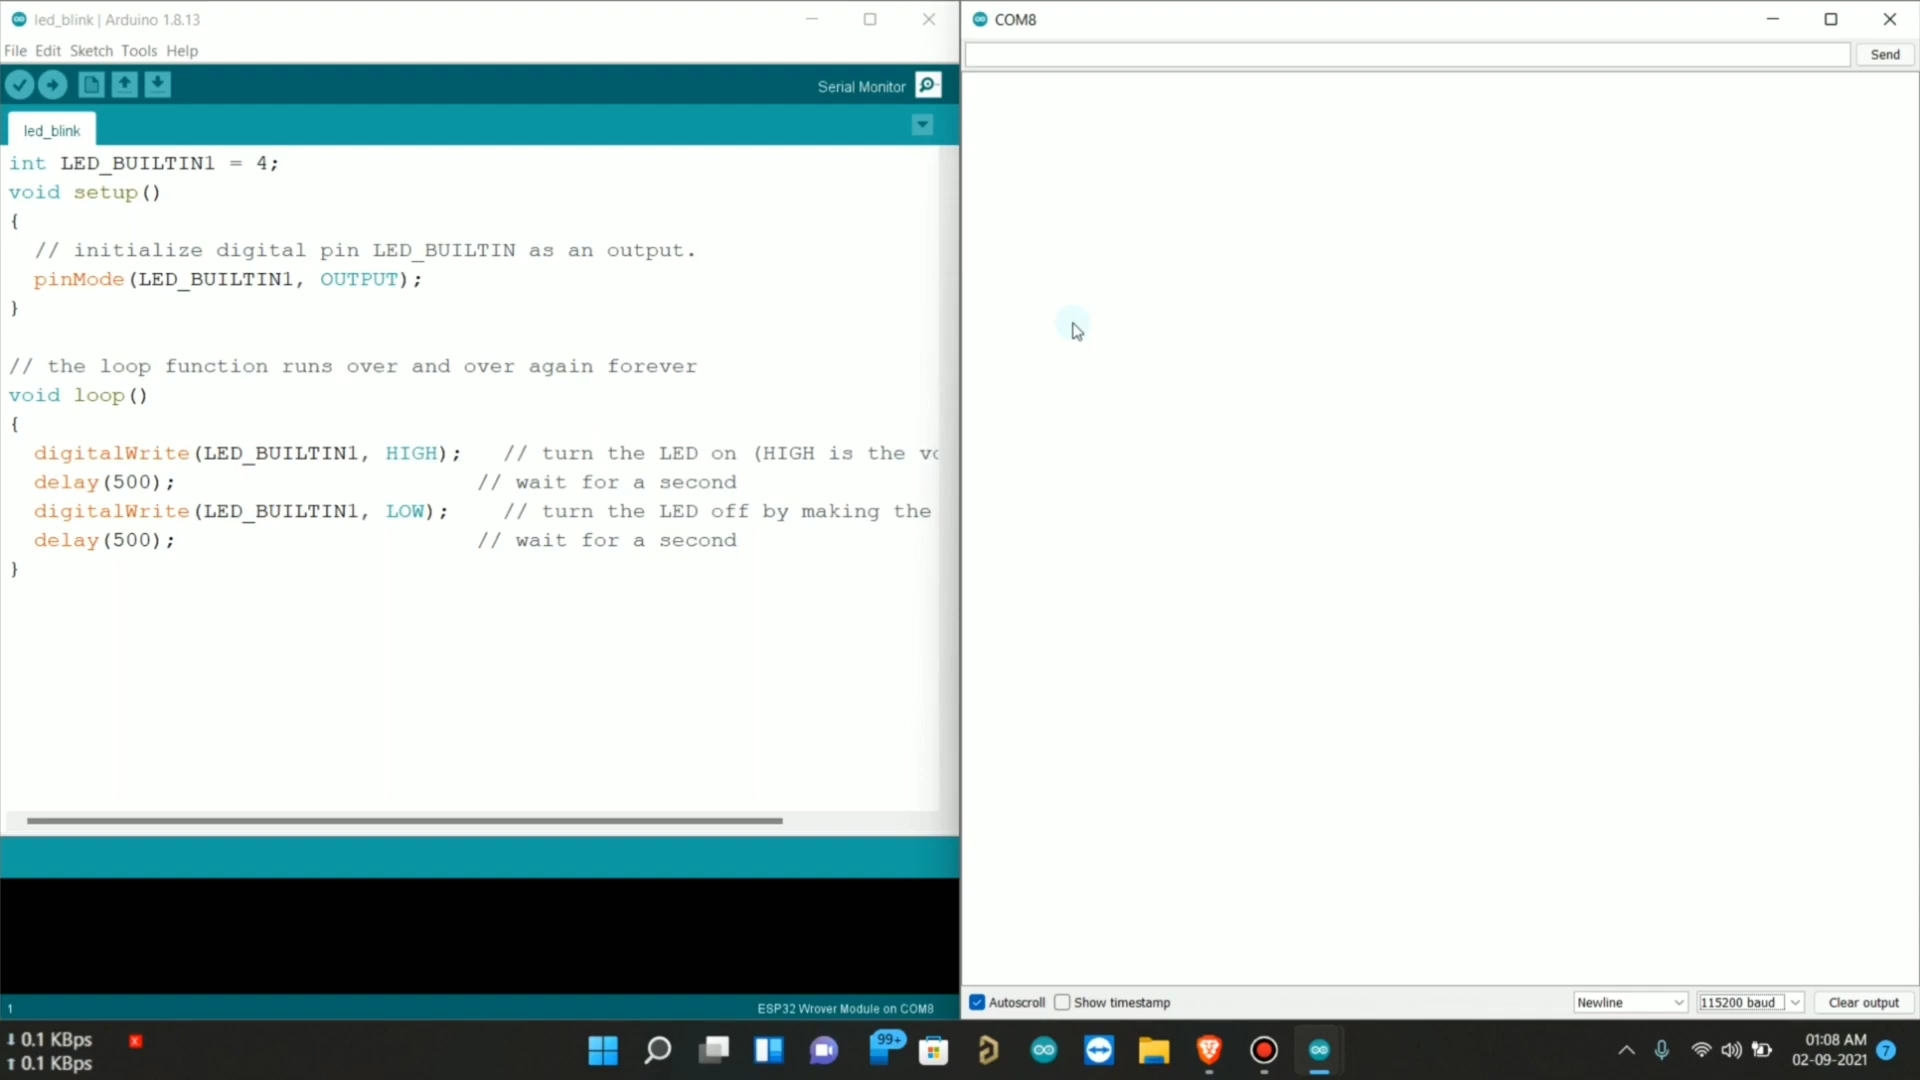 led_blink | Arduino 1.8.13
File Edit Sketch Tools Help
Serial Monitor
led_blink
int LED_BUILTIN1 = 4;
void setup()
{
// initialize digital pin LED_BUILTIN as an output.
pinMode(LED_BUILTIN1, OUTPUT);
}
// the loop function runs over and over again forever
void loop()
{
digitalWrite(LED_BUILTIN1, HIGH); // turn the LED on (HIGH is the vo
delay(500); // wait for a second
digitalWrite(LED_BUILTIN1, LOW); // turn the LED off by making the
delay(500); // wait for a second
}
1
ESP32 Wrover Module on COM8
COM8
Send
Autoscroll Show timestamp
Newline
115200 baud
Clear output
0.1 KBps
0.1 KBps
99+
01:08 AM
02-09-2021
7